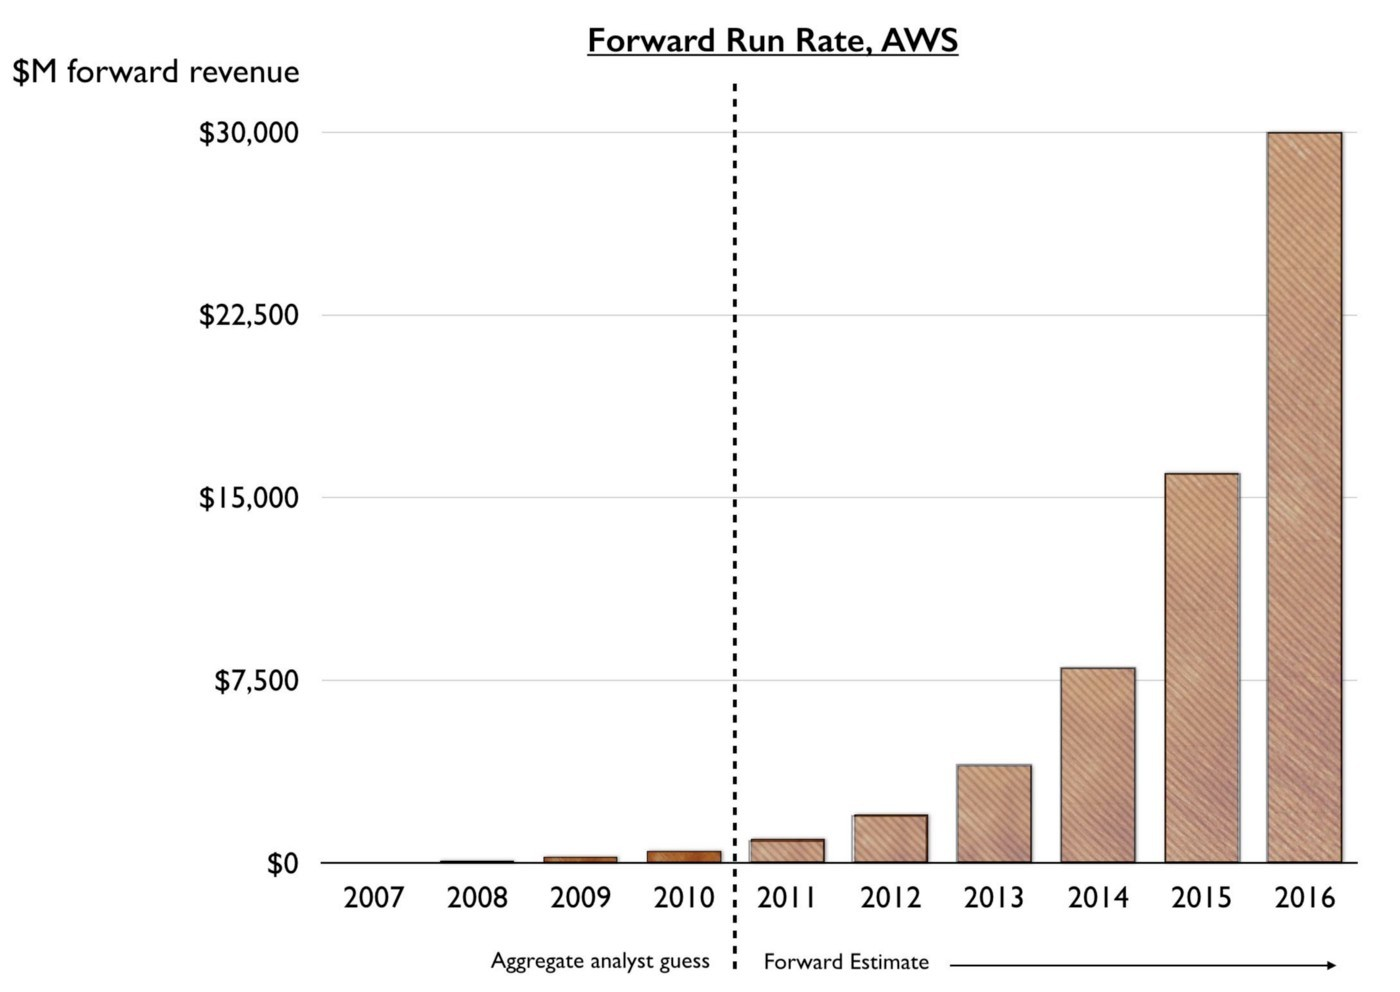 Forward Run Rate, AWS
$M forward revenue
$30,000
$22,500
$15,000
$7,500
$0
2007 2008 2009 2010 2011 2012 2013 2014 2015 2016
Aggregate analyst guess Forward Estimate